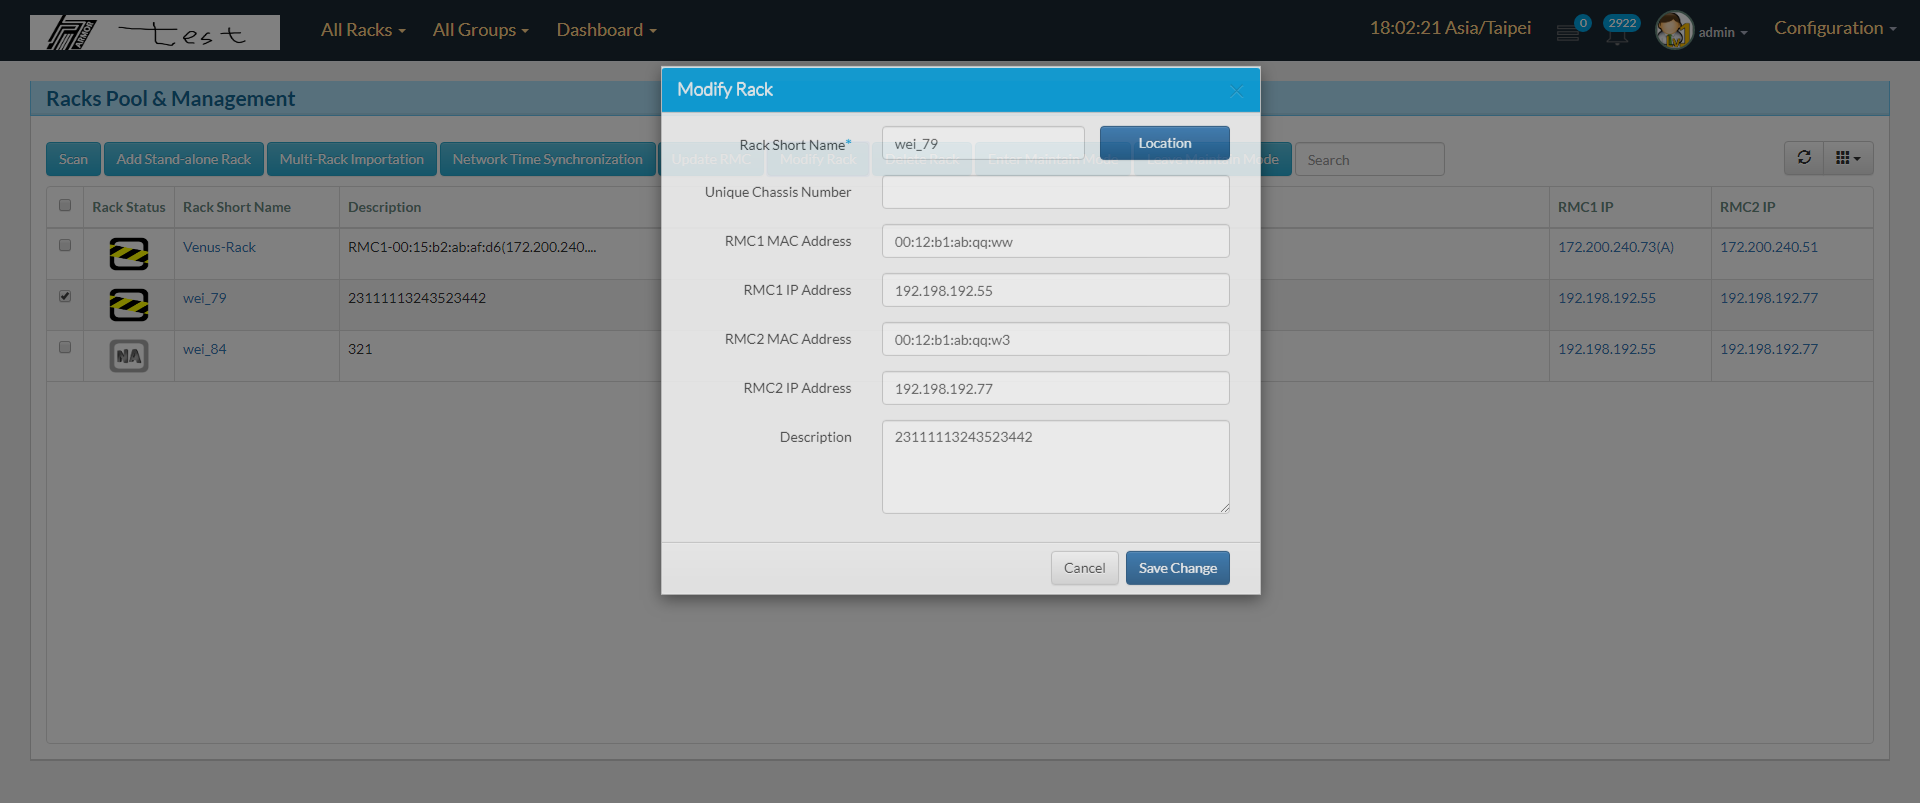 ARMOR test All Racks All Groups Dashboard 18:02:21 Asia/Taipei 0 2922 admin Configuration
Racks Pool & Management
Modify Rack
Rack Short Name* wei_79 Location
Scan Add Stand-alone Rack Multi-Rack Importation Network Time Synchronization Update RMC Modify Rack Delete Rack Enter Maintain Mode Leave Maintain Mode Search
Unique Chassis Number
Rack Status Rack Short Name Description RMC1 IP RMC2 IP
RMC1 MAC Address 00:12:b1:ab:qq:ww
Venus-Rack RMC1-00:15:b2:ab:af:d6(172.200.240.... 172.200.240.73(A) 172.200.240.51
RMC1 IP Address 192.198.192.55
wei_79 23111113243523442 192.198.192.55 192.198.192.77
RMC2 MAC Address 00:12:b1:ab:qq:w3
NA wei_84 321 192.198.192.55 192.198.192.77
RMC2 IP Address 192.198.192.77
Description 23111113243523442
Cancel Save Change